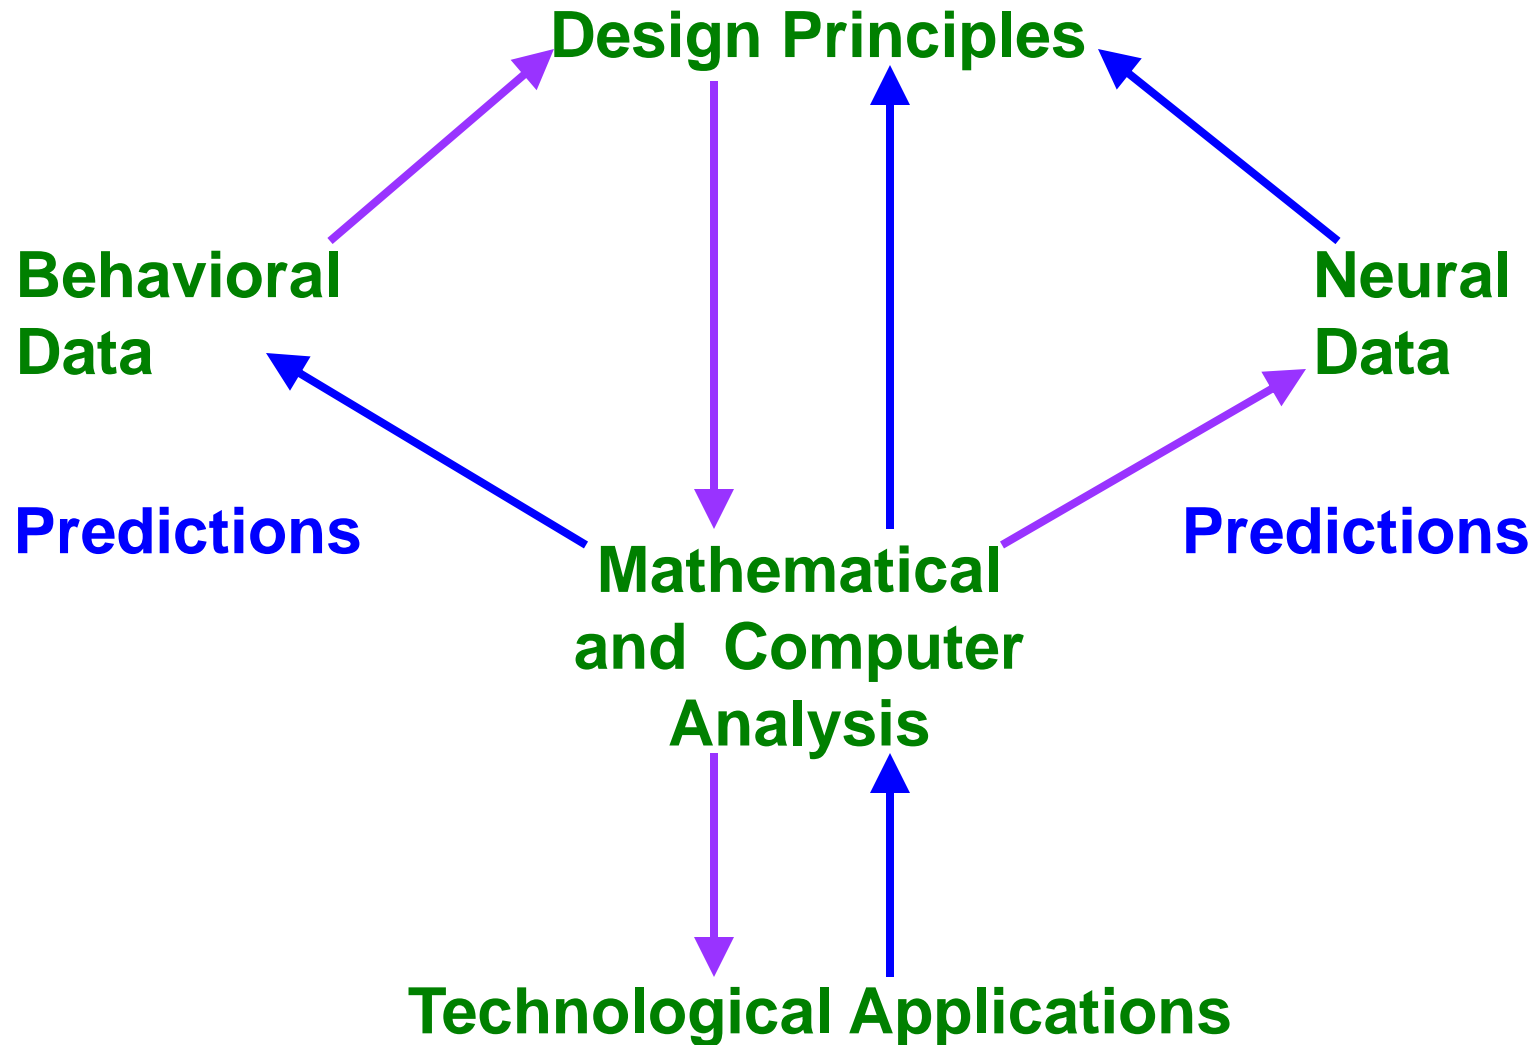 Design Principles
Behavioral
Data
Neural
Data
Predictions
Predictions
Mathematical
and  Computer
Analysis
Technological Applications